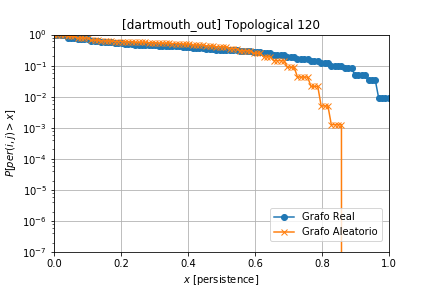 [dartmouth_out] Topological 120
P[per(i,j) > x]
10^0
10^-1
10^-2
10^-3
10^-4
10^-5
10^-6
10^-7
Grafo Real
Grafo Aleatorio
0.0 0.2 0.4 0.6 0.8 1.0
x [persistence]